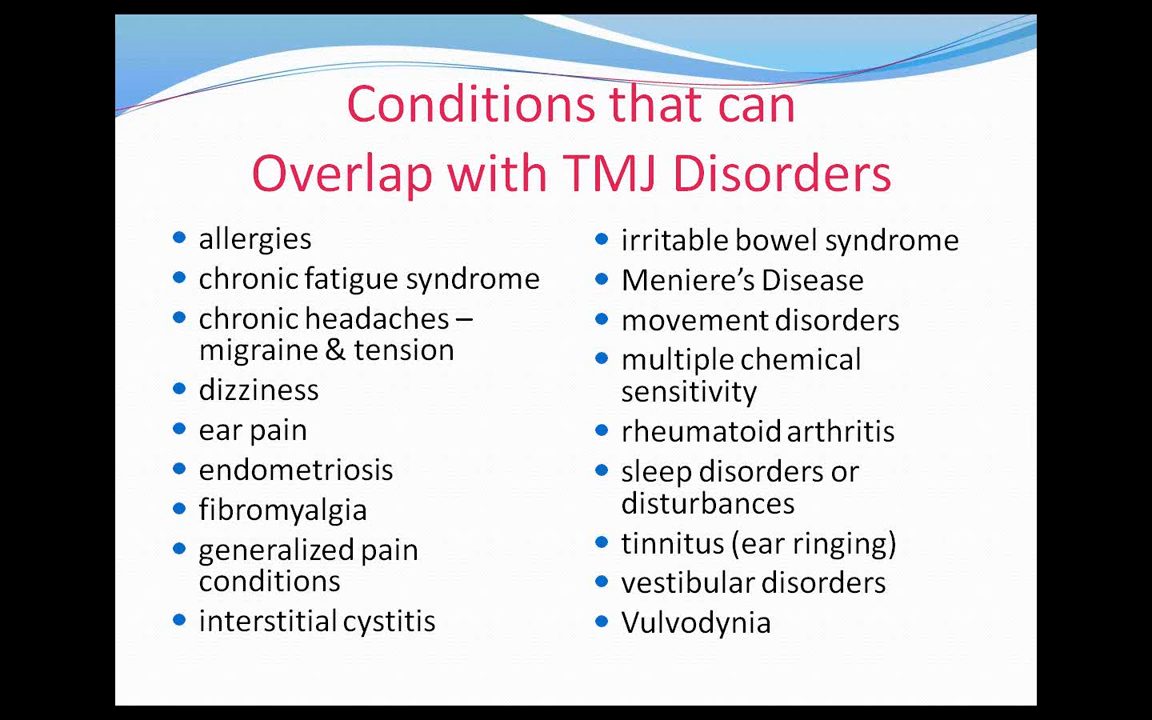 Conditions that can
Overlap with TMJ Disorders
• allergies
• chronic fatigue syndrome
• chronic headaches –
migraine & tension
• dizziness
• ear pain
• endometriosis
• fibromyalgia
• generalized pain
conditions
• interstitial cystitis
• irritable bowel syndrome
• Meniere’s Disease
• movement disorders
• multiple chemical
sensitivity
• rheumatoid arthritis
• sleep disorders or
disturbances
• tinnitus (ear ringing)
• vestibular disorders
• Vulvodynia